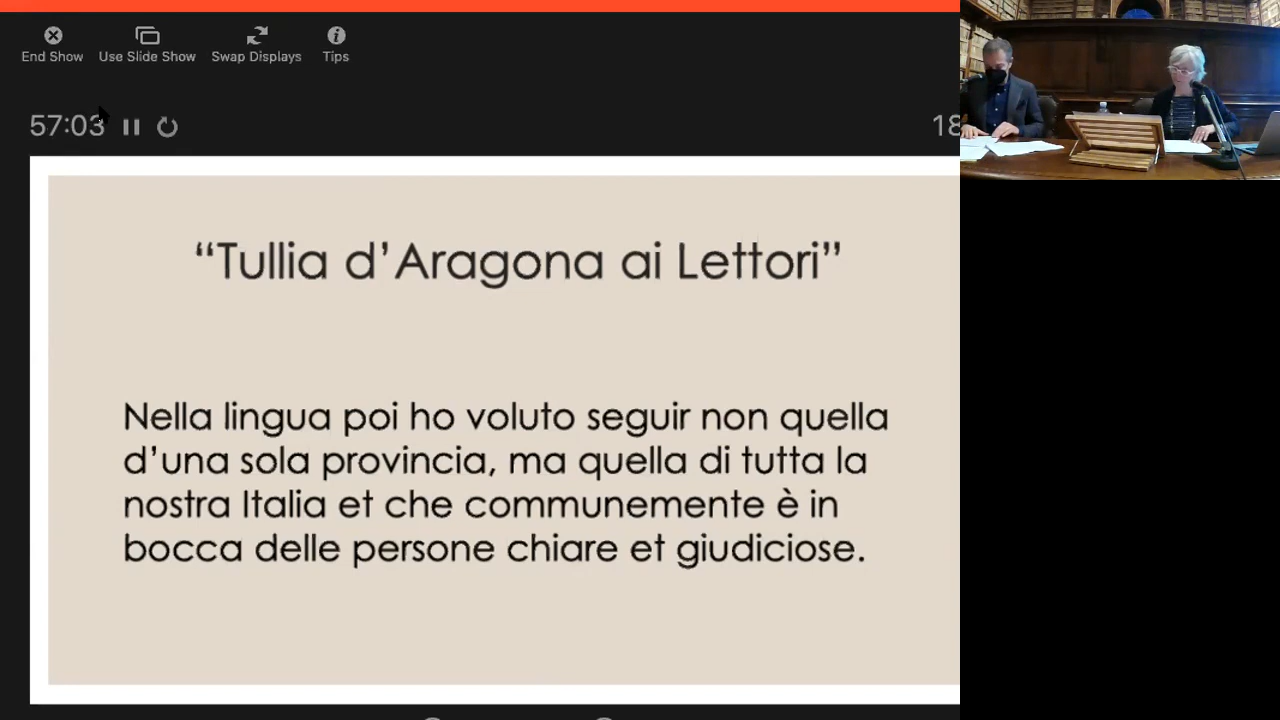 End Show
Use Slide Show
Swap Displays
Tips
57:03
18
“Tullia d’Aragona ai Lettori”
Nella lingua poi ho voluto seguir non quella
d’una sola provincia, ma quella di tutta la
nostra Italia et che communemente è in
bocca delle persone chiare et giudiciose.